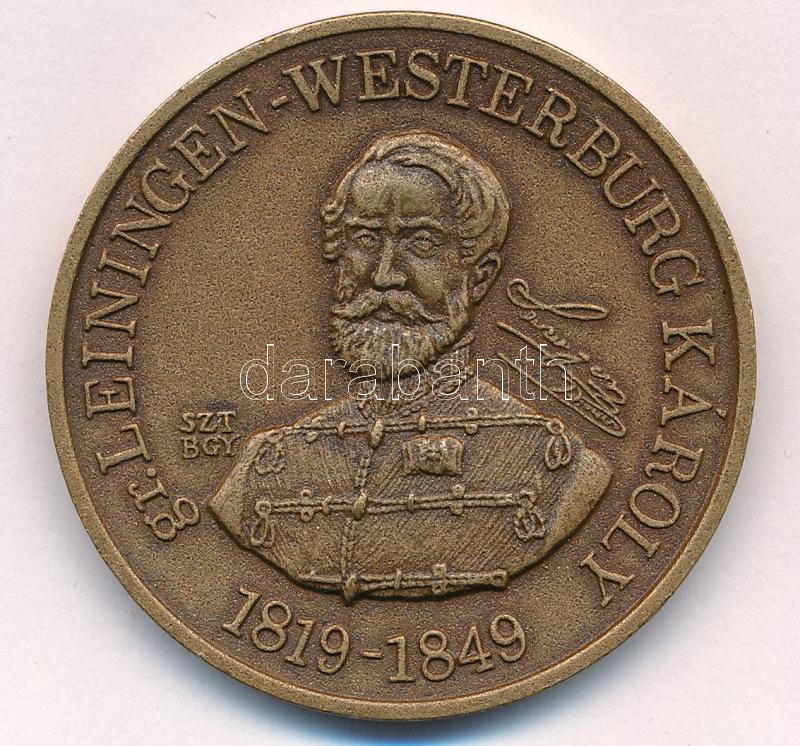 gr. LEININGEN-WESTERBURG KÁROLY
SZT
BGY
1819-1849
darabanth